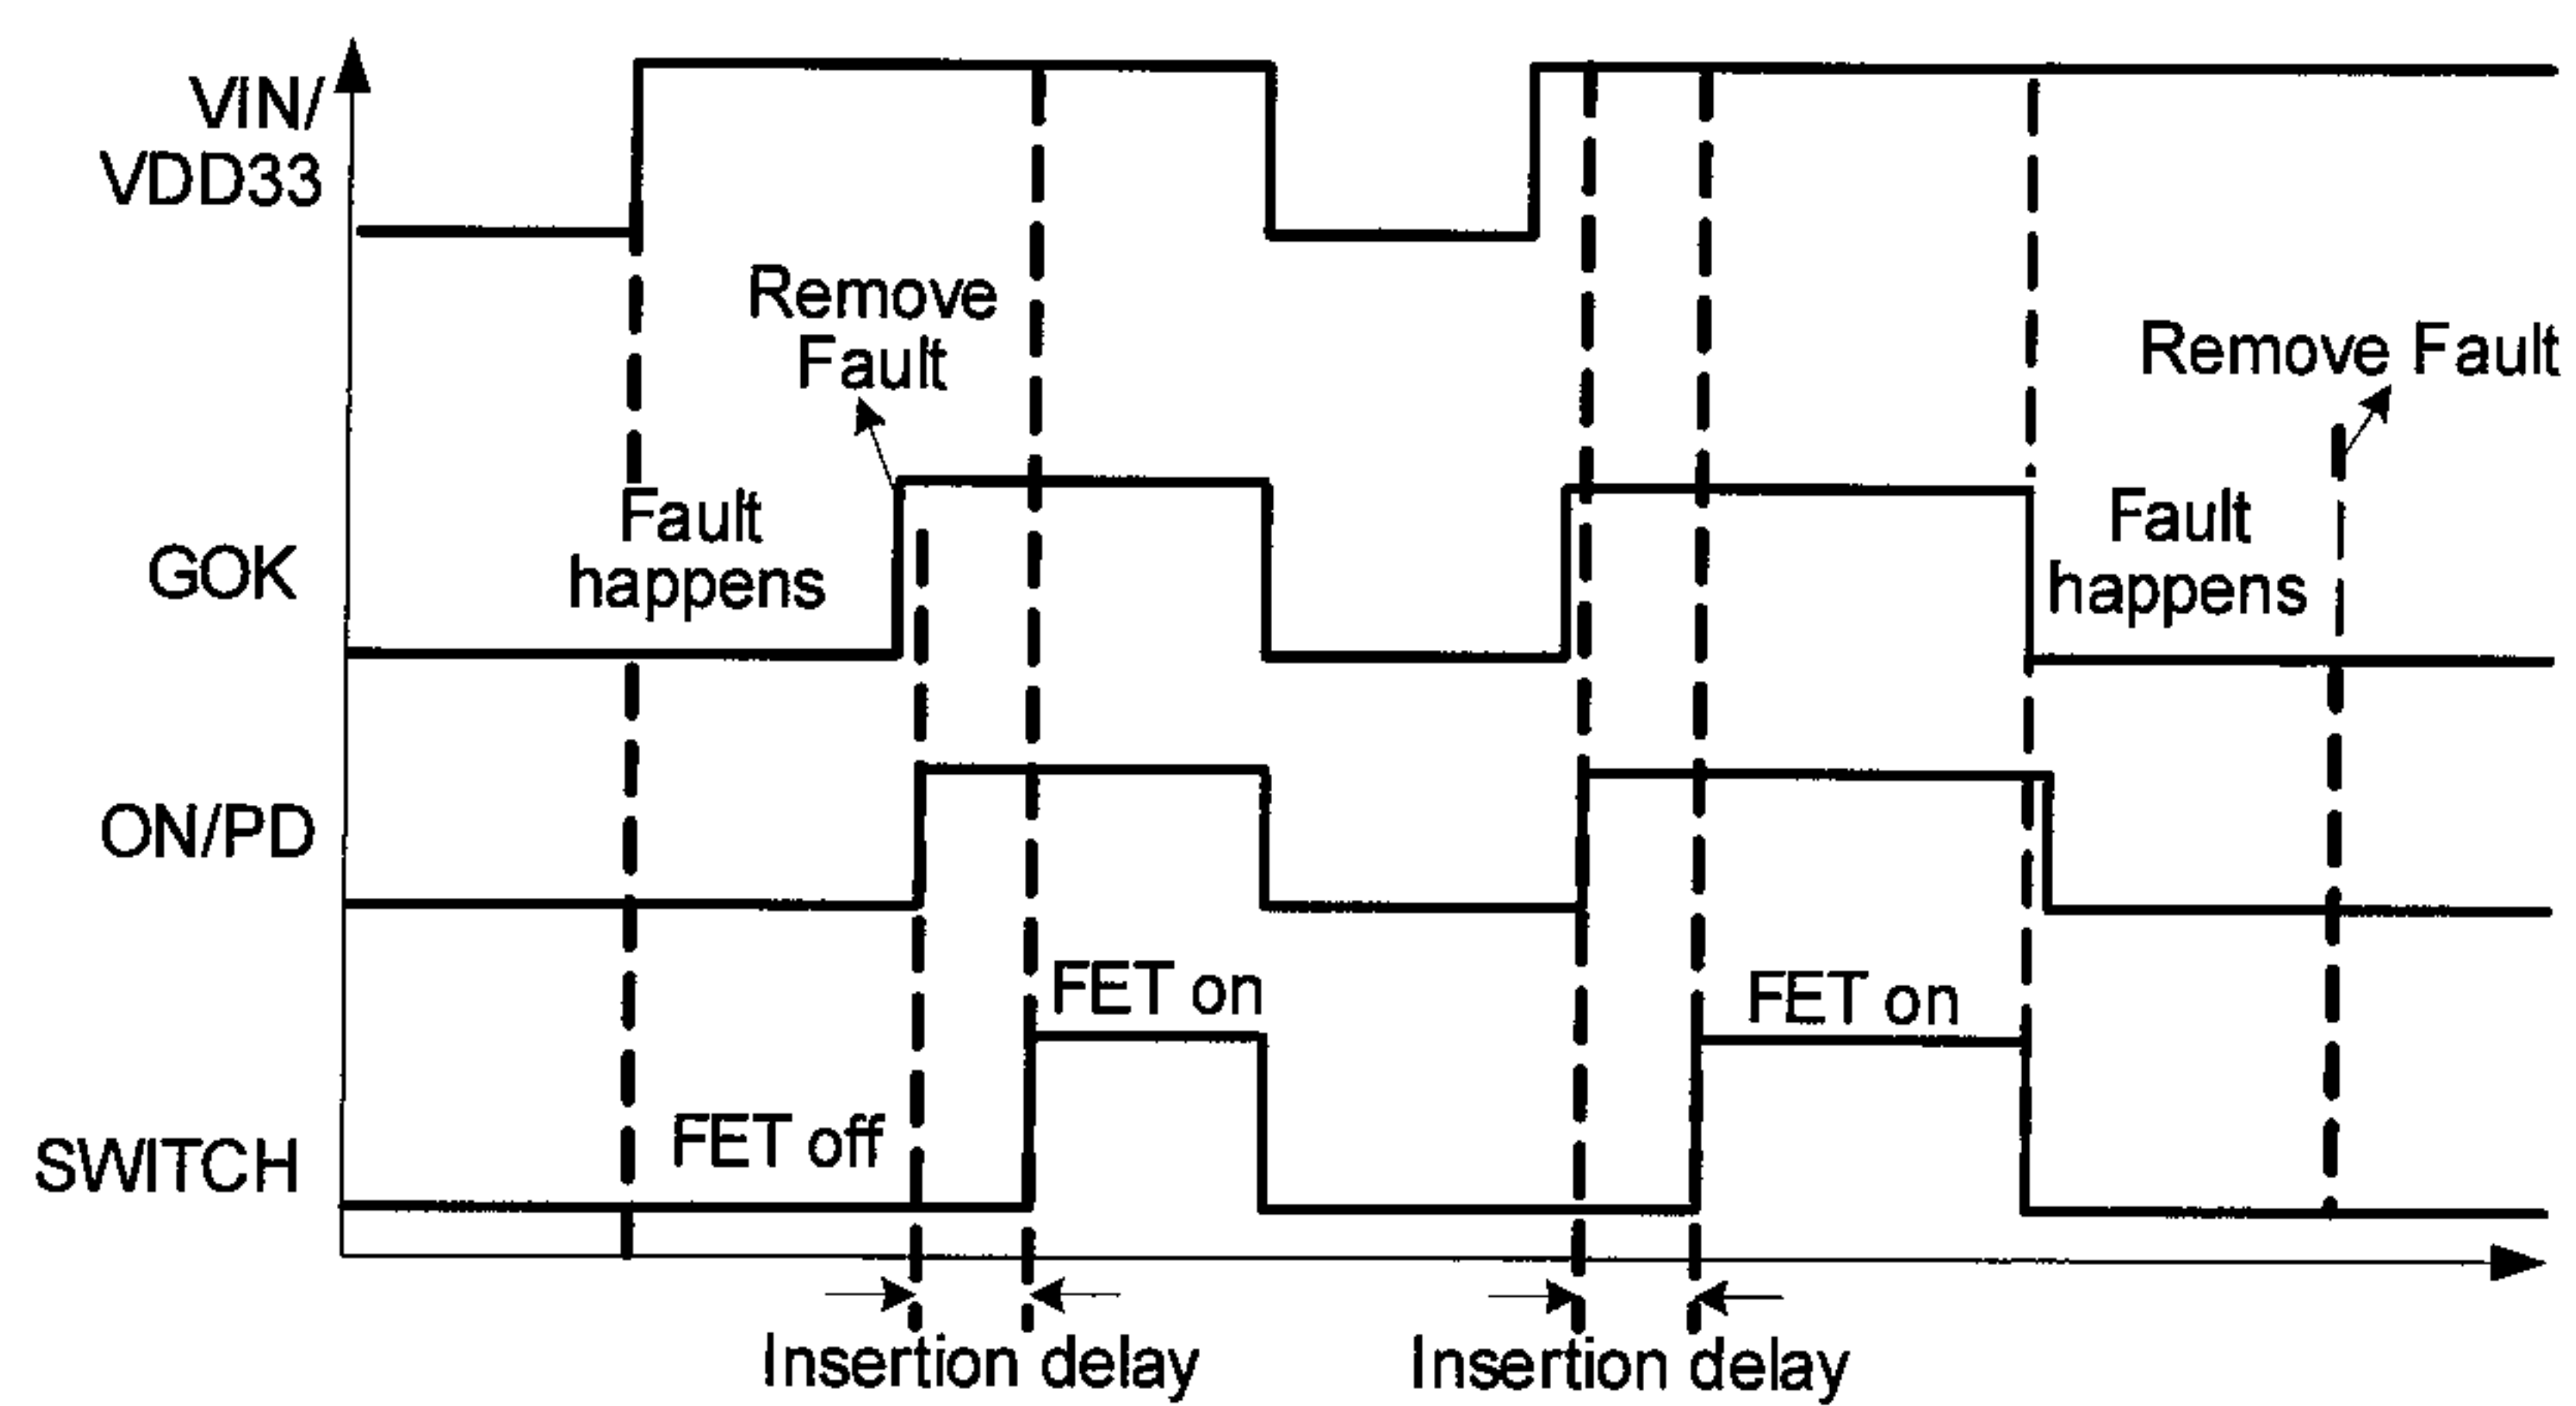 VIN/
VDD33
Remove
Fault
Remove Fault
Fault
happens
Fault
happens
GOK
ON/PD
FET on
FET on
FET off
SWITCH
Insertion delay
Insertion delay